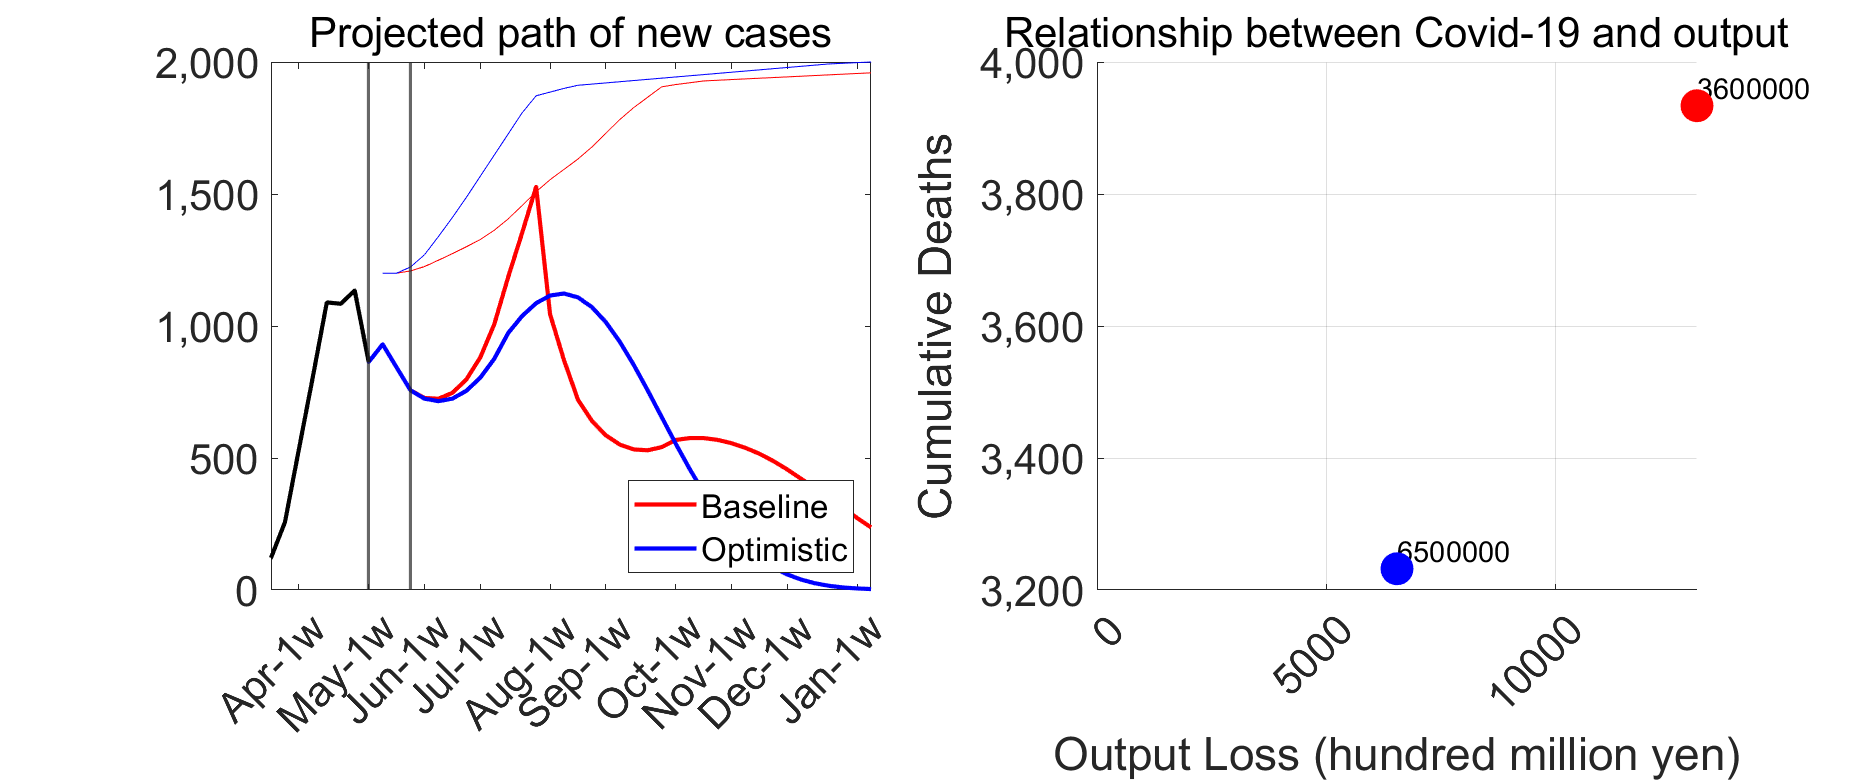 Projected path of new cases
2,000
1,500
1,000
500
0
Apr-1w
May-1w
Jun-1w
Jul-1w
Aug-1w
Sep-1w
Oct-1w
Nov-1w
Dec-1w
Jan-1w
Baseline
Optimistic
Relationship between Covid-19 and output
Cumulative Deaths
4,000
3,800
3,600
3,400
3,200
3600000
6500000
0
5000
10000
Output Loss (hundred million yen)